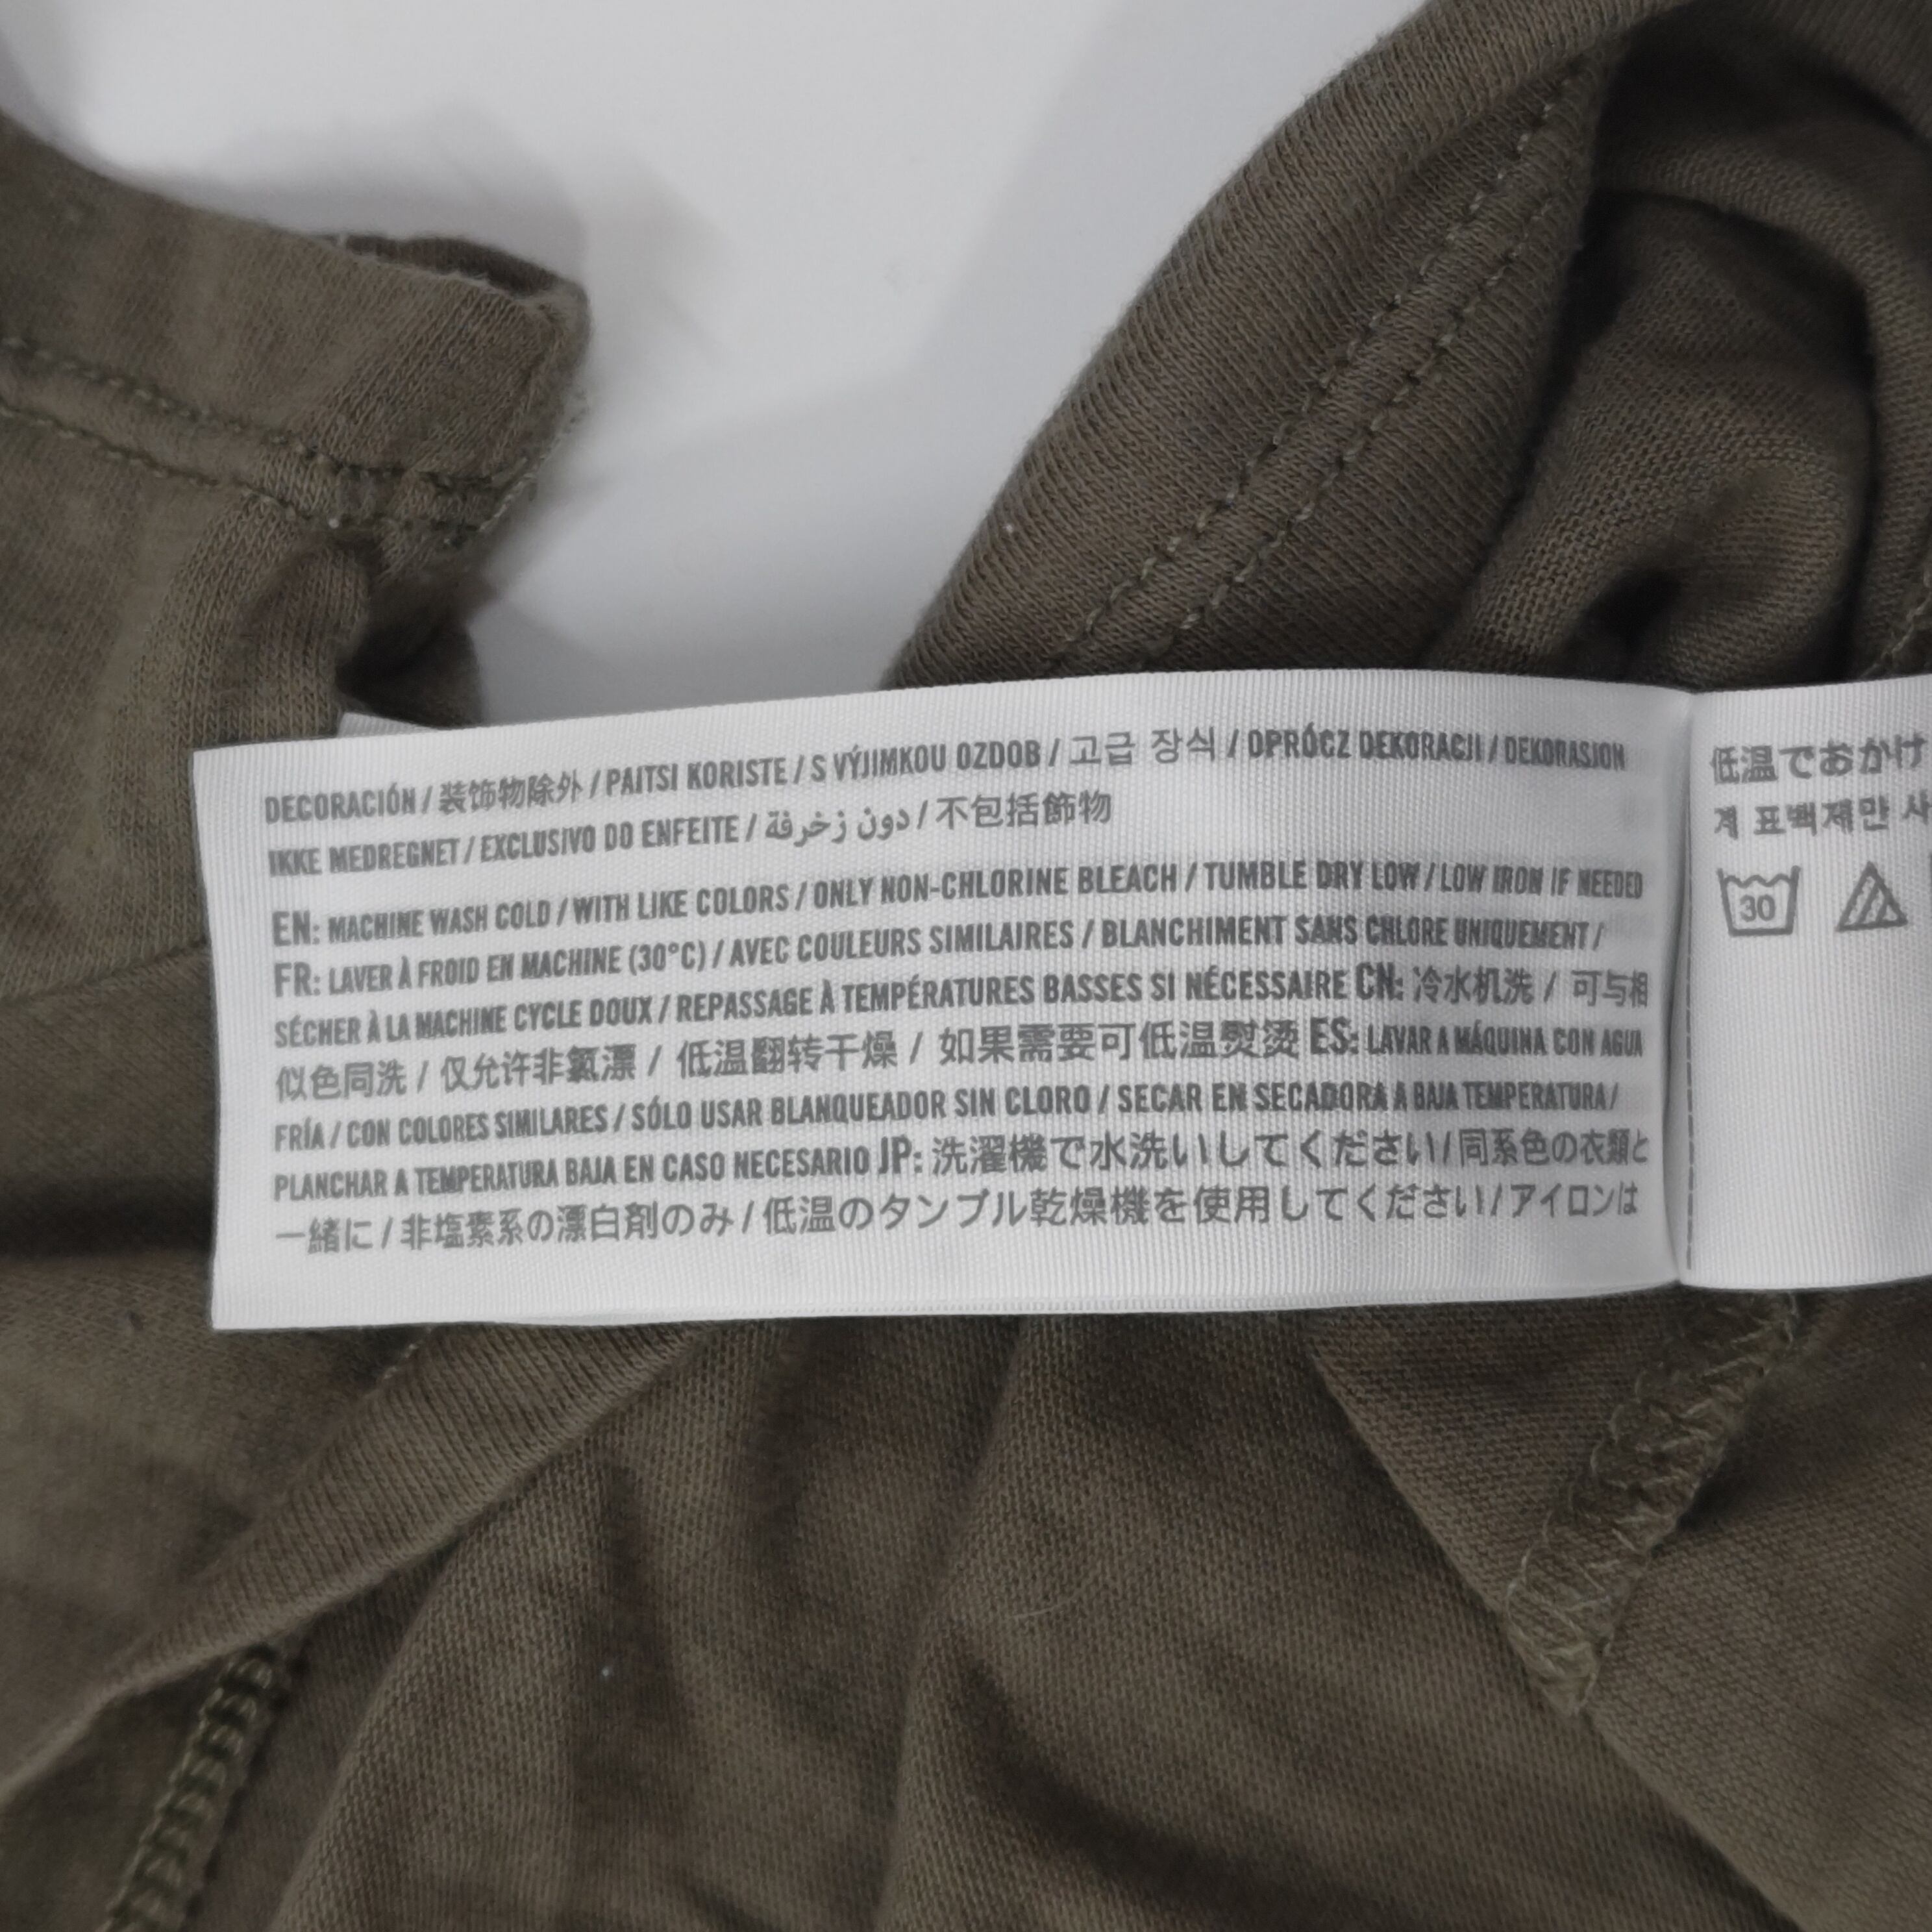 DECORACIÓN / 装饰物除外 / PAITSI KORISTE / S VÝJIMKOU OZDOB / 고급 장식 / OPRÓCZ DEKORACJI / DEKORASJON
IKKE MEDREGNET / EXCLUSIVO DO ENFEITE / دون زخرفة / 不包括飾物
EN: MACHINE WASH COLD / WITH LIKE COLORS / ONLY NON-CHLORINE BLEACH / TUMBLE DRY LOW / LOW IRON IF NEEDED
FR: LAVER À FROID EN MACHINE (30°C) / AVEC COULEURS SIMILAIRES / BLANCHIMENT SANS CHLORE UNIQUEMENT /
SÉCHER À LA MACHINE CYCLE DOUX / REPASSAGE À TEMPÉRATURES BASSES SI NÉCESSAIRE CN: 冷水机洗 / 可与相
似色同洗 / 仅允许非氯漂 / 低温翻转干燥 / 如果需要可低温熨烫 ES: LAVAR A MÁQUINA CON AGUA
FRÍA / CON COLORES SIMILARES / SÓLO USAR BLANQUEADOR SIN CLORO / SECAR EN SECADORA A BAJA TEMPERATURA /
PLANCHAR A TEMPERATURA BAJA EN CASO NECESARIO JP: 洗濯機で水洗いしてください / 同系色の衣類と
一緒に / 非塩素系の漂白剤のみ / 低温のタンブル乾燥機を使用してください / アイロンは
低温でおかけ
계 표백제만 사
30